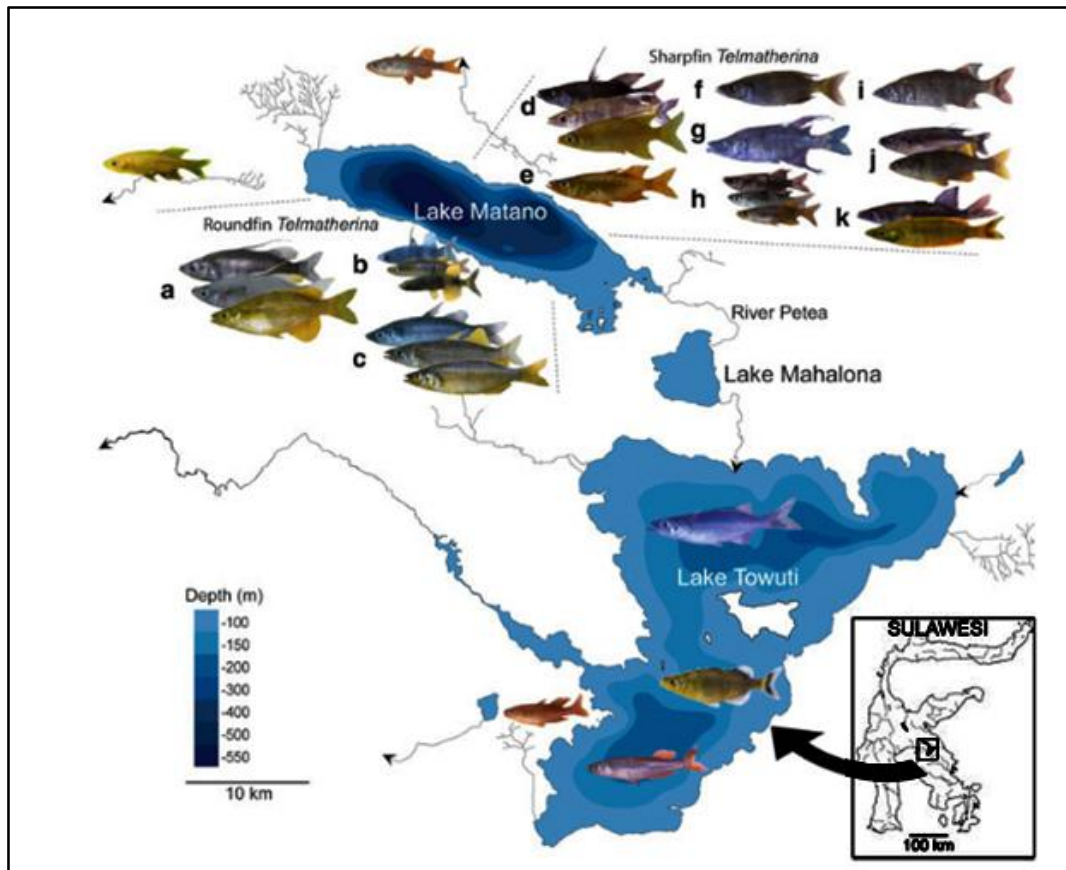 Sharpfin Telmatherina
d
f
i
g
j
e
h
k
Lake Matano
Roundfin Telmatherina
a
b
c
River Petea
Lake Mahalona
Lake Towuti
Depth (m)
-100
-150
-200
-300
-400
-550
10 km
SULAWESI
100 km